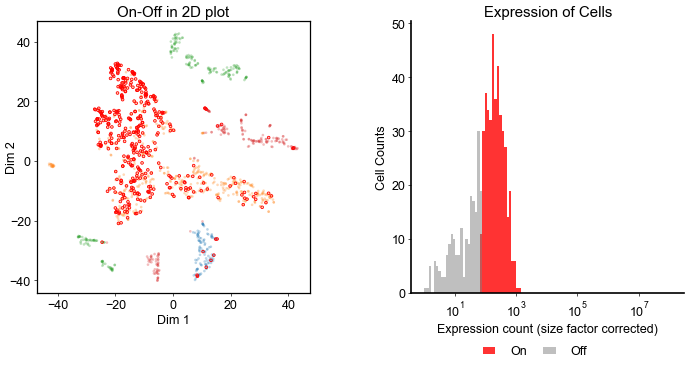 On-Off in 2D plot
Expression of Cells
Dim 2
40
20
0
−20
−40
−40 −20 0 20 40
Dim 1
Cell Counts
50
40
30
20
10
0
10^1 10^3 10^5 10^7
Expression count (size factor corrected)
On Off